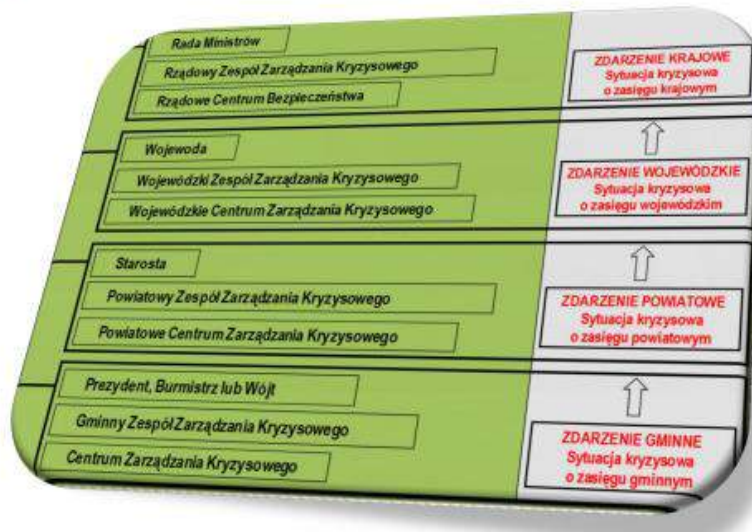 Rada Ministrów
Rządowy Zespół Zarządzania Kryzysowego
Rządowe Centrum Bezpieczeństwa
ZDARZENIE KRAJOWE
Sytuacja kryzysowa
o zasięgu krajowym
Wojewoda
Wojewódzki Zespół Zarządzania Kryzysowego
Wojewódzkie Centrum Zarządzania Kryzysowego
ZDARZENIE WOJEWÓDZKIE
Sytuacja kryzysowa
o zasięgu wojewódzkim
Starosta
Powiatowy Zespół Zarządzania Kryzysowego
Powiatowe Centrum Zarządzania Kryzysowego
ZDARZENIE POWIATOWE
Sytuacja kryzysowa
o zasięgu powiatowym
Prezydent, Burmistrz lub Wójt
Gminny Zespół Zarządzania Kryzysowego
Centrum Zarządzania Kryzysowego
ZDARZENIE GMINNE
Sytuacja kryzysowa
o zasięgu gminnym